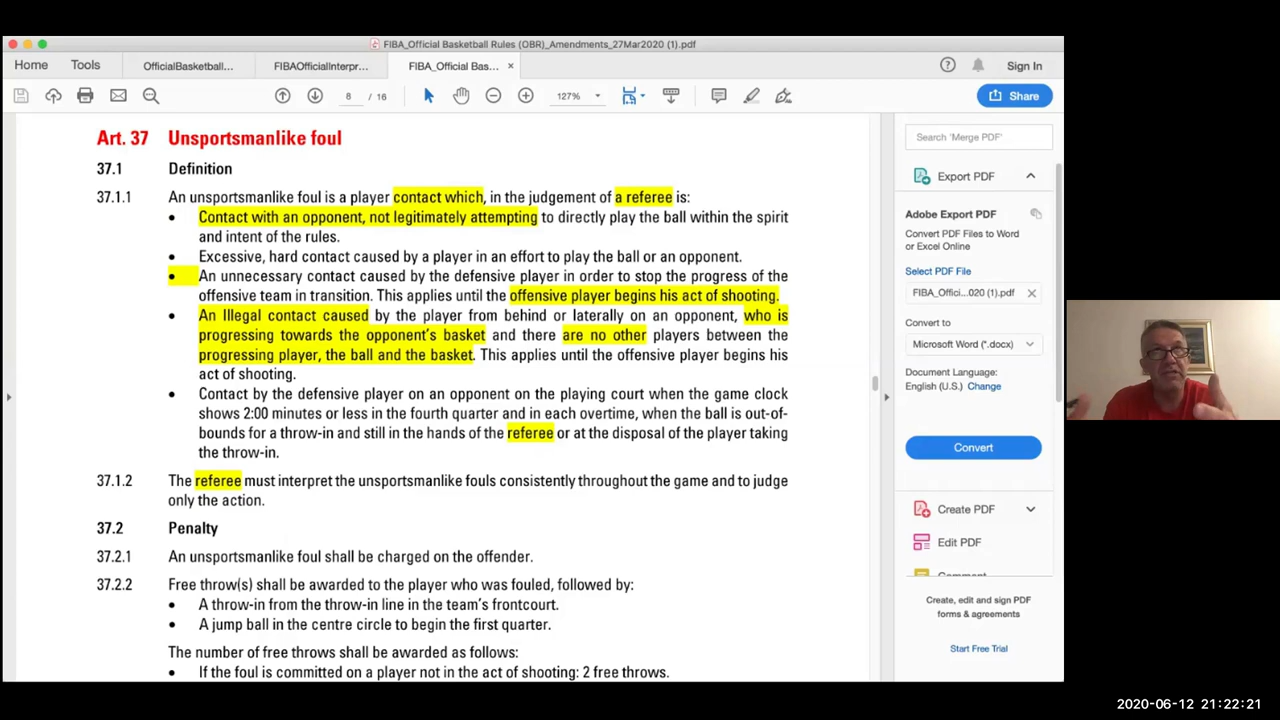 FIBA_Official Basketball Rules (OBR)_Amendments_27Mar2020 (1).pdf
Home Tools OfficialBasketball... FIBAOfficialInterpr... FIBA_Official Bas... × Sign In
8 / 16 127% Share
Art. 37 Unsportsmanlike foul
37.1 Definition
37.1.1 An unsportsmanlike foul is a player contact which, in the judgement of a referee is:
• Contact with an opponent, not legitimately attempting to directly play the ball within the spirit
and intent of the rules.
• Excessive, hard contact caused by a player in an effort to play the ball or an opponent.
• An unnecessary contact caused by the defensive player in order to stop the progress of the
offensive team in transition. This applies until the offensive player begins his act of shooting.
• An Illegal contact caused by the player from behind or laterally on an opponent, who is
progressing towards the opponent's basket and there are no other players between the
progressing player, the ball and the basket. This applies until the offensive player begins his
act of shooting.
• Contact by the defensive player on an opponent on the playing court when the game clock
shows 2:00 minutes or less in the fourth quarter and in each overtime, when the ball is out-of-
bounds for a throw-in and still in the hands of the referee or at the disposal of the player taking
the throw-in.
37.1.2 The referee must interpret the unsportsmanlike fouls consistently throughout the game and to judge
only the action.
37.2 Penalty
37.2.1 An unsportsmanlike foul shall be charged on the offender.
37.2.2 Free throw(s) shall be awarded to the player who was fouled, followed by:
• A throw-in from the throw-in line in the team's frontcourt.
• A jump ball in the centre circle to begin the first quarter.
The number of free throws shall be awarded as follows:
• If the foul is committed on a player not in the act of shooting: 2 free throws.
Search 'Merge PDF'
Export PDF
Adobe Export PDF
Convert PDF Files to Word
or Excel Online
Select PDF File
FIBA_Offici...020 (1).pdf ×
Convert to
Microsoft Word (*.docx)
Document Language:
English (U.S.) Change
Convert
Create PDF
Edit PDF
Comment
Create, edit and sign PDF
forms & agreements
Start Free Trial
2020-06-12 21:22:21